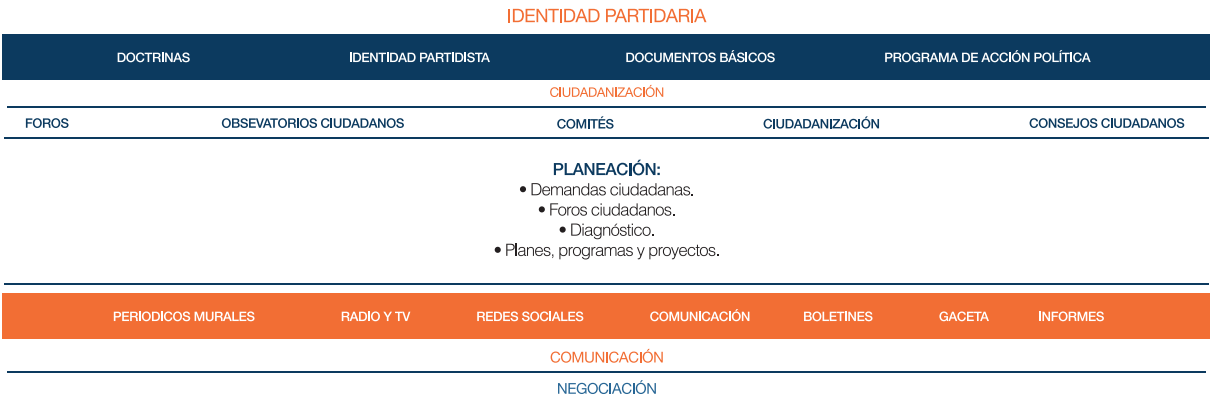 IDENTIDAD PARTIDARIA
DOCTRINAS IDENTIDAD PARTIDISTA DOCUMENTOS BÁSICOS PROGRAMA DE ACCIÓN POLÍTICA
CIUDADANIZACIÓN
FOROS OBSEVATORIOS CIUDADANOS COMITÉS CIUDADANIZACIÓN CONSEJOS CIUDADANOS
PLANEACIÓN:
• Demandas ciudadanas.
• Foros ciudadanos.
• Diagnóstico.
• Planes, programas y proyectos.
PERIODICOS MURALES RADIO Y TV REDES SOCIALES COMUNICACIÓN BOLETINES GACETA INFORMES
COMUNICACIÓN
NEGOCIACIÓN